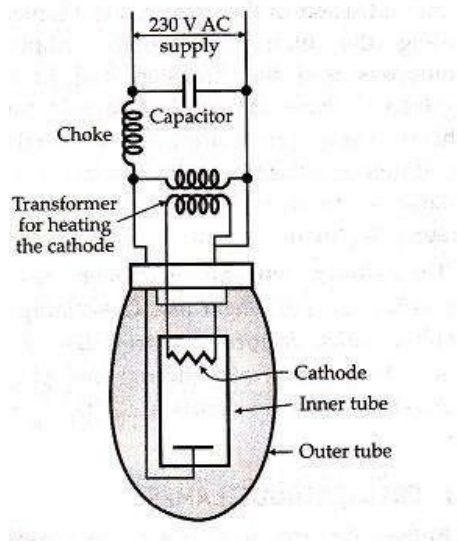 230 V AC
supply
Capacitor
Choke
Transformer
for heating
the cathode
Cathode
Inner tube
Outer tube